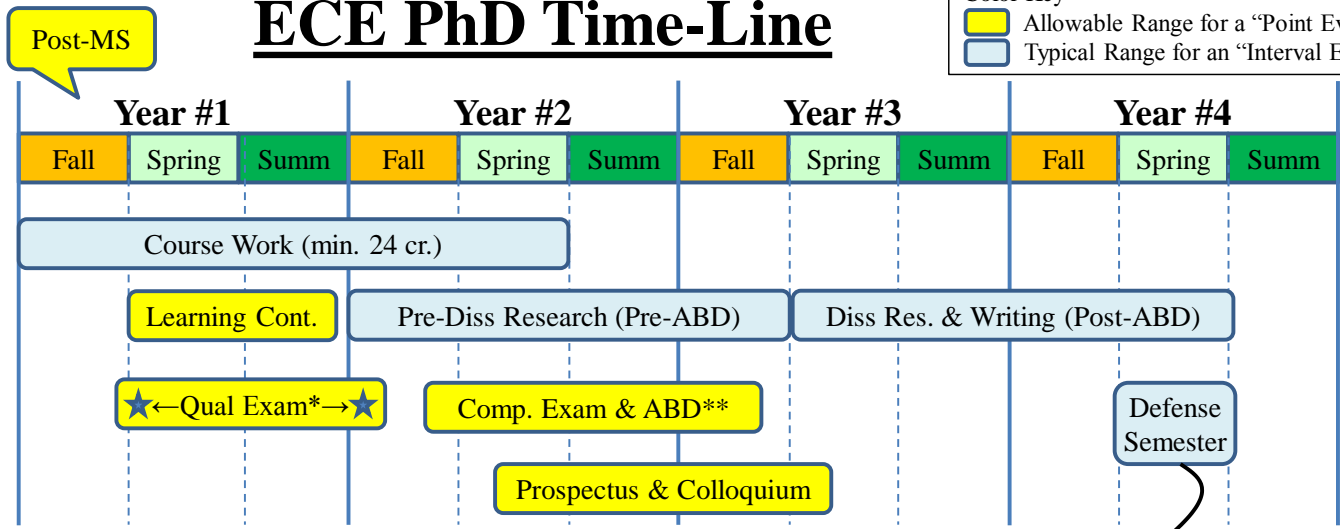 ECE PhD Time-Line
Post-MS
Allowable Range for a “Point
Typical Range for an “Interval
Year #1 Year #2 Year #3 Year #4
Fall Spring Summ Fall Spring Summ Fall Spring Summ Fall Spring Summ
Course Work (min. 24 cr.)
Learning Cont. Pre-Diss Research (Pre-ABD) Diss Res. & Writing (Post-ABD)
←Qual Exam*→ Comp. Exam & ABD** Defense
Semester
Prospectus & Colloquium